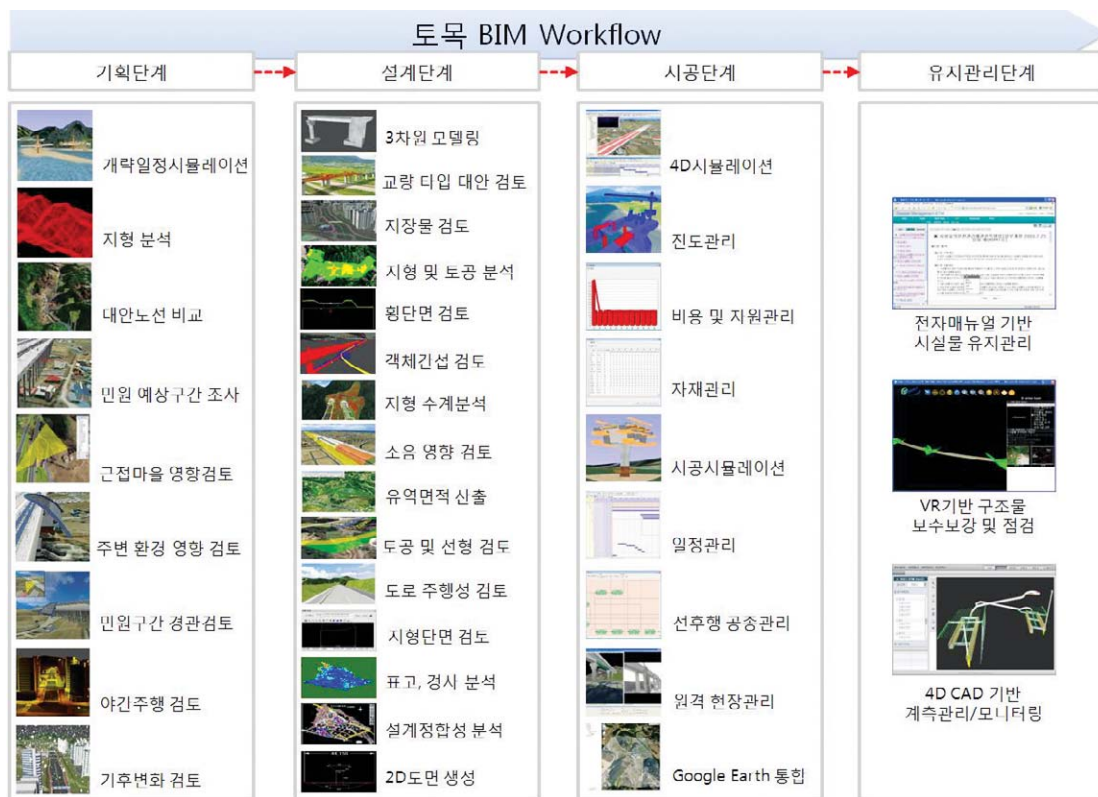 토목 BIM Workflow
기획단계
설계단계
시공단계
유지관리단계
개략일정시뮬레이션
지형 분석
대안노선 비교
민원 예상구간 조사
근접마을 영향검토
주변 환경 영향 검토
민원구간 경관검토
야간주행 검토
기후변화 검토
3차원 모델링
교량 타입 대안 검토
지장물 검토
지형 및 토공 분석
횡단면 검토
객체간섭 검토
지형 수계분석
소음 영향 검토
유역면적 산출
토공 및 선형 검토
도로 주행성 검토
지형단면 검토
표고, 경사 분석
설계정합성 분석
2D도면 생성
4D시뮬레이션
진도관리
비용 및 자원관리
자재관리
시공시뮬레이션
일정관리
선후행 공종관리
원격 현장관리
Google Earth 통합
전자매뉴얼 기반
시설물 유지관리
VR기반 구조물
보수보강 및 점검
4D CAD 기반
계측관리/모니터링